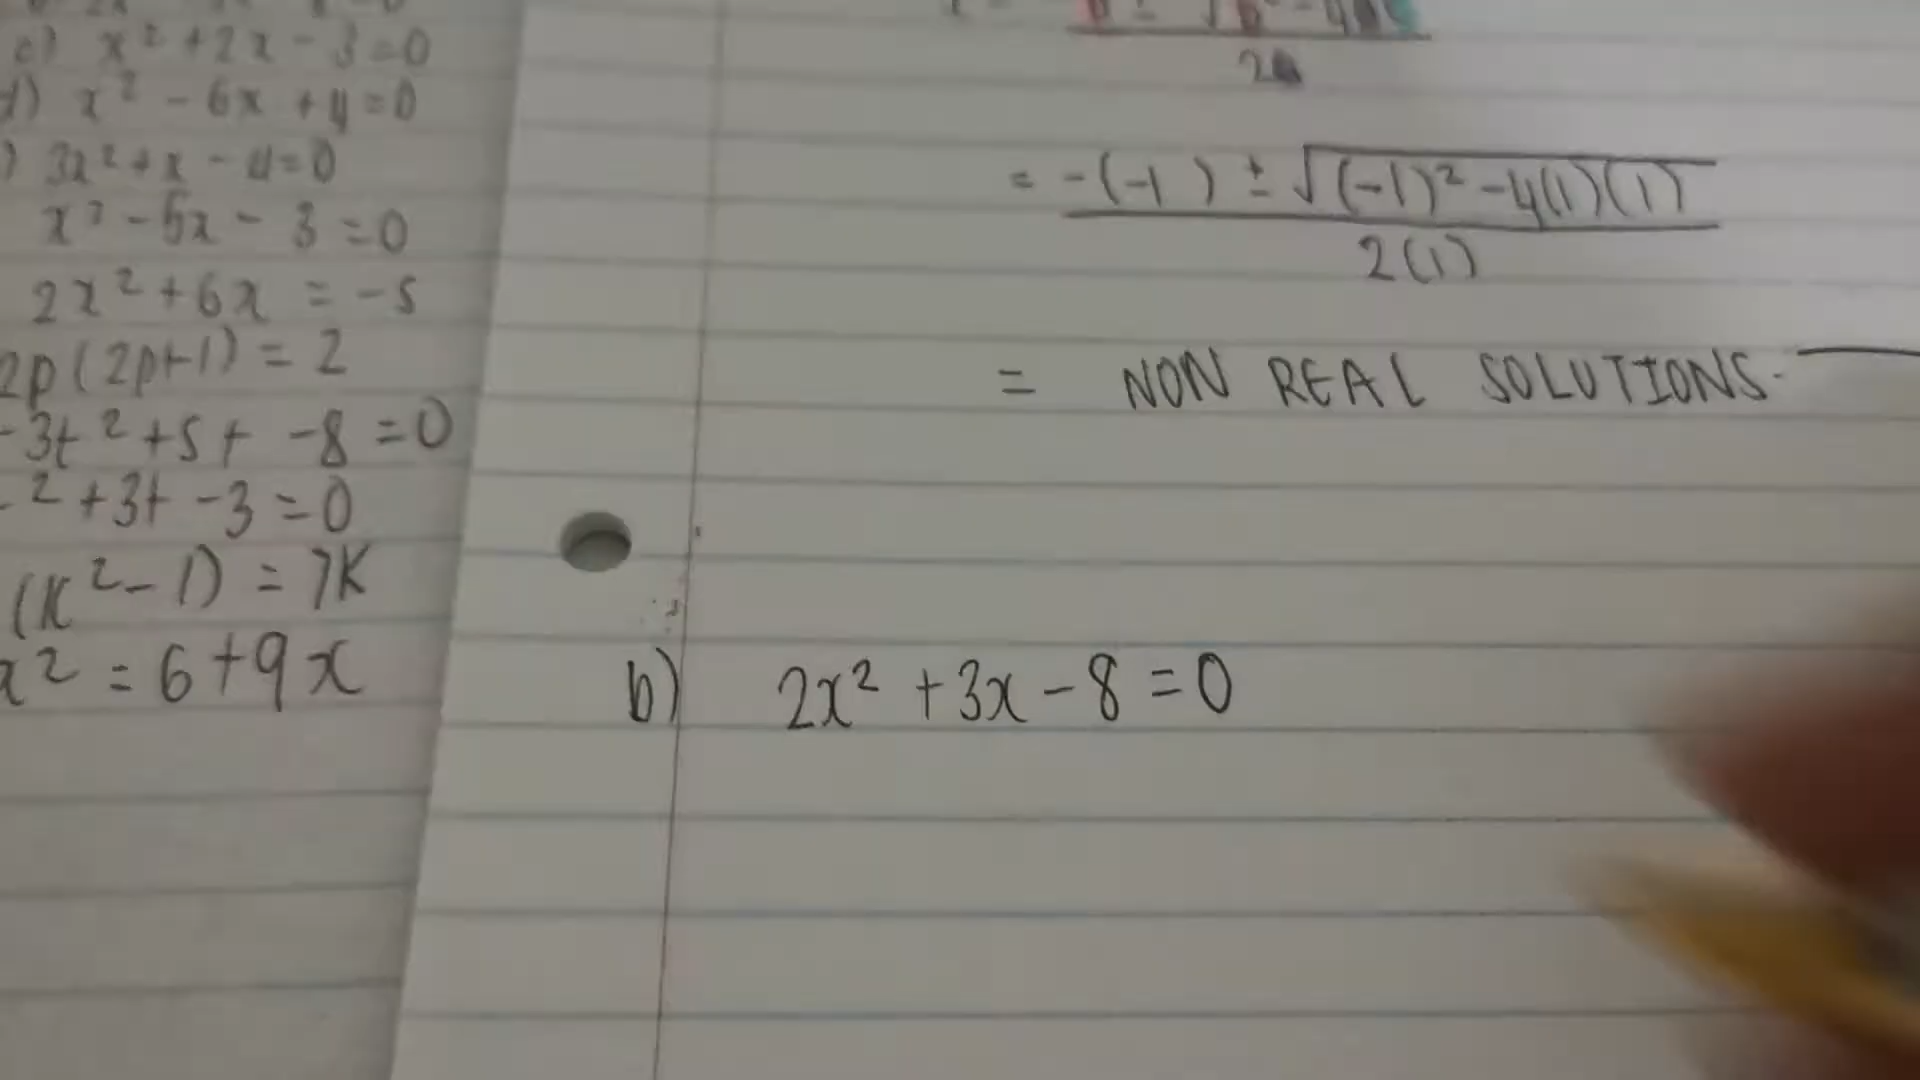 c) x² + 2x - 3 = 0
d) x² - 6x + 4 = 0
) 3x² + x - 4 = 0
x² - 5x - 3 = 0
2x² + 6x = -5
2p(2p+1) = 2
-3t² + 5t - 8 = 0
² + 3t - 3 = 0
(K² - 1) = 7K
x² = 6 + 9x
2a
= -(-1) ± √(-1)² - 4(1)(1)
2(1)
= NON REAL SOLUTIONS.
b) 2x² + 3x - 8 = 0